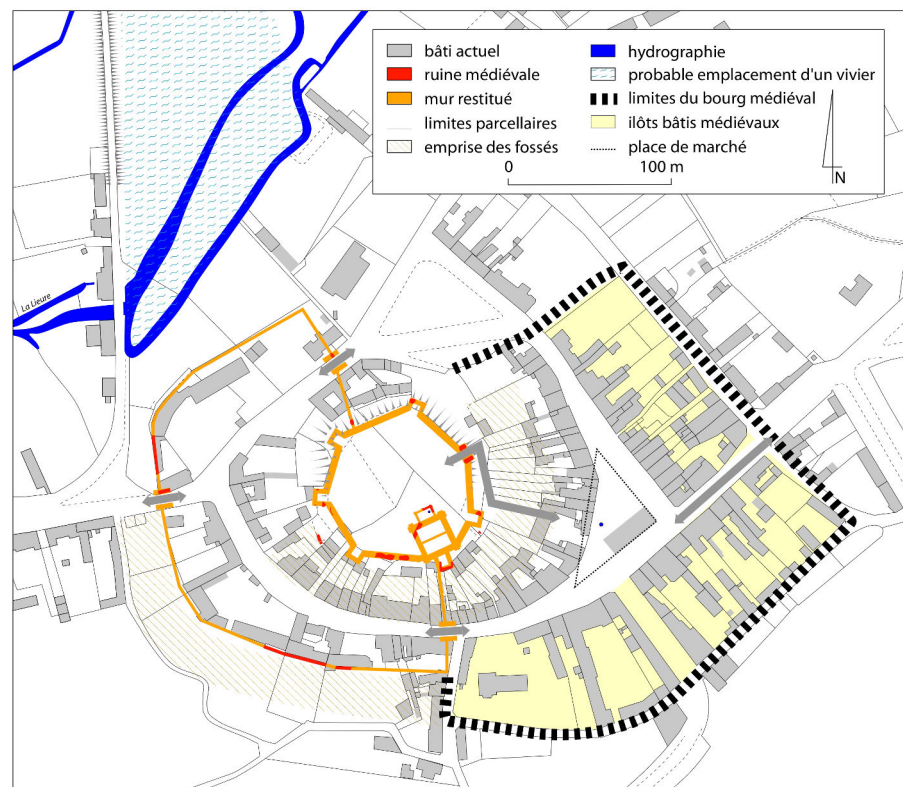 bâti actuel
ruine médiévale
mur restitué
limites parcellaires
emprise des fossés
hydrographie
probable emplacement d'un vivier
limites du bourg médiéval
ilôts bâtis médiévaux
place de marché
0 100 m
N
La Lieure